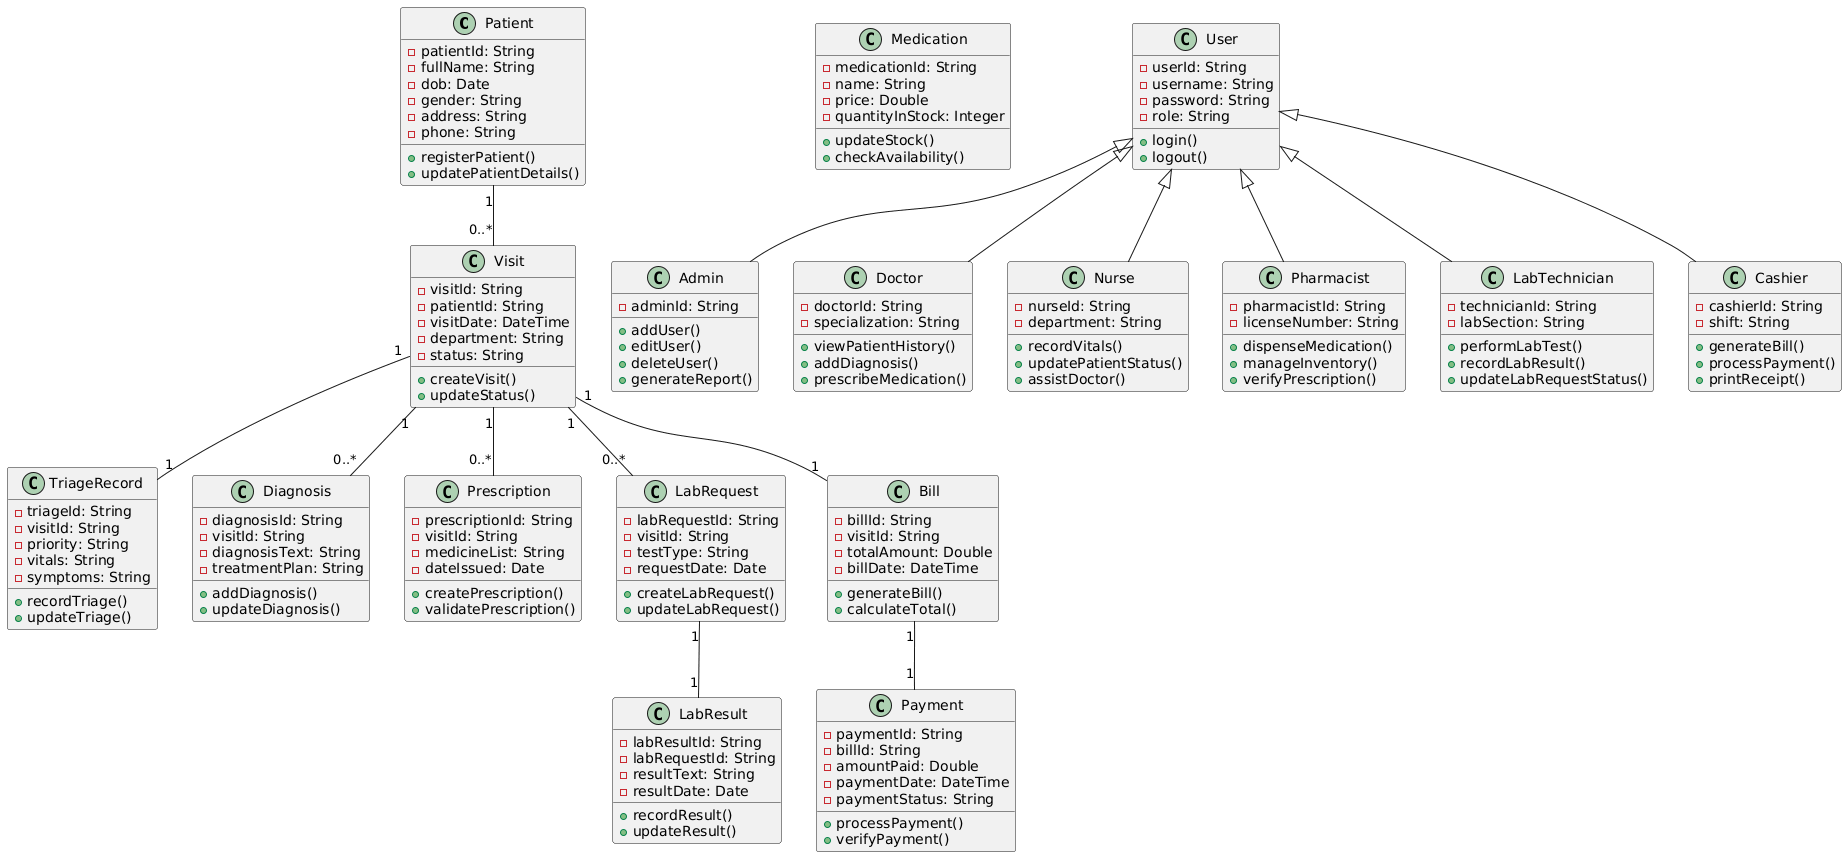 C Patient
patientId: String
fullName: String
dob: Date
gender: String
address: String
phone: String
registerPatient()
updatePatientDetails()
C Medication
medicationId: String
name: String
price: Double
quantityInStock: Integer
updateStock()
checkAvailability()
C User
userId: String
username: String
password: String
role: String
login()
logout()
1
0..*
C Visit
visitId: String
patientId: String
visitDate: DateTime
department: String
status: String
createVisit()
updateStatus()
C Admin
adminId: String
addUser()
editUser()
deleteUser()
generateReport()
C Doctor
doctorId: String
specialization: String
viewPatientHistory()
addDiagnosis()
prescribeMedication()
C Nurse
nurseId: String
department: String
recordVitals()
updatePatientStatus()
assistDoctor()
C Pharmacist
pharmacistId: String
licenseNumber: String
dispenseMedication()
manageInventory()
verifyPrescription()
C LabTechnician
technicianId: String
labSection: String
performLabTest()
recordLabResult()
updateLabRequestStatus()
C Cashier
cashierId: String
shift: String
generateBill()
processPayment()
printReceipt()
1
1
1
1
1
1
0..*
0..*
0..*
1
C TriageRecord
triageId: String
visitId: String
priority: String
vitals: String
symptoms: String
recordTriage()
updateTriage()
C Diagnosis
diagnosisId: String
visitId: String
diagnosisText: String
treatmentPlan: String
addDiagnosis()
updateDiagnosis()
C Prescription
prescriptionId: String
visitId: String
medicineList: String
dateIssued: Date
createPrescription()
validatePrescription()
C LabRequest
labRequestId: String
visitId: String
testType: String
requestDate: Date
createLabRequest()
updateLabRequest()
C Bill
billId: String
visitId: String
totalAmount: Double
billDate: DateTime
generateBill()
calculateTotal()
1
1
1
1
C LabResult
labResultId: String
labRequestId: String
resultText: String
resultDate: Date
recordResult()
updateResult()
C Payment
paymentId: String
billId: String
amountPaid: Double
paymentDate: DateTime
paymentStatus: String
processPayment()
verifyPayment()